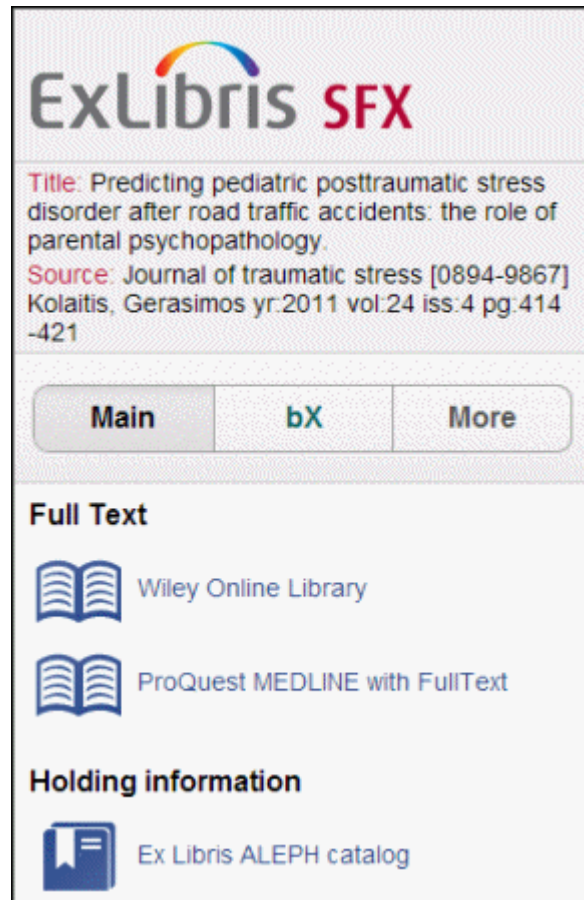 ExLibris SFX
Title: Predicting pediatric posttraumatic stress
disorder after road traffic accidents: the role of
parental psychopathology.
Source: Journal of traumatic stress [0894-9867]
Kolaitis, Gerasimos yr:2011 vol:24 iss:4 pg:414
-421
Main bX More
Full Text
Wiley Online Library
ProQuest MEDLINE with FullText
Holding information
Ex Libris ALEPH catalog